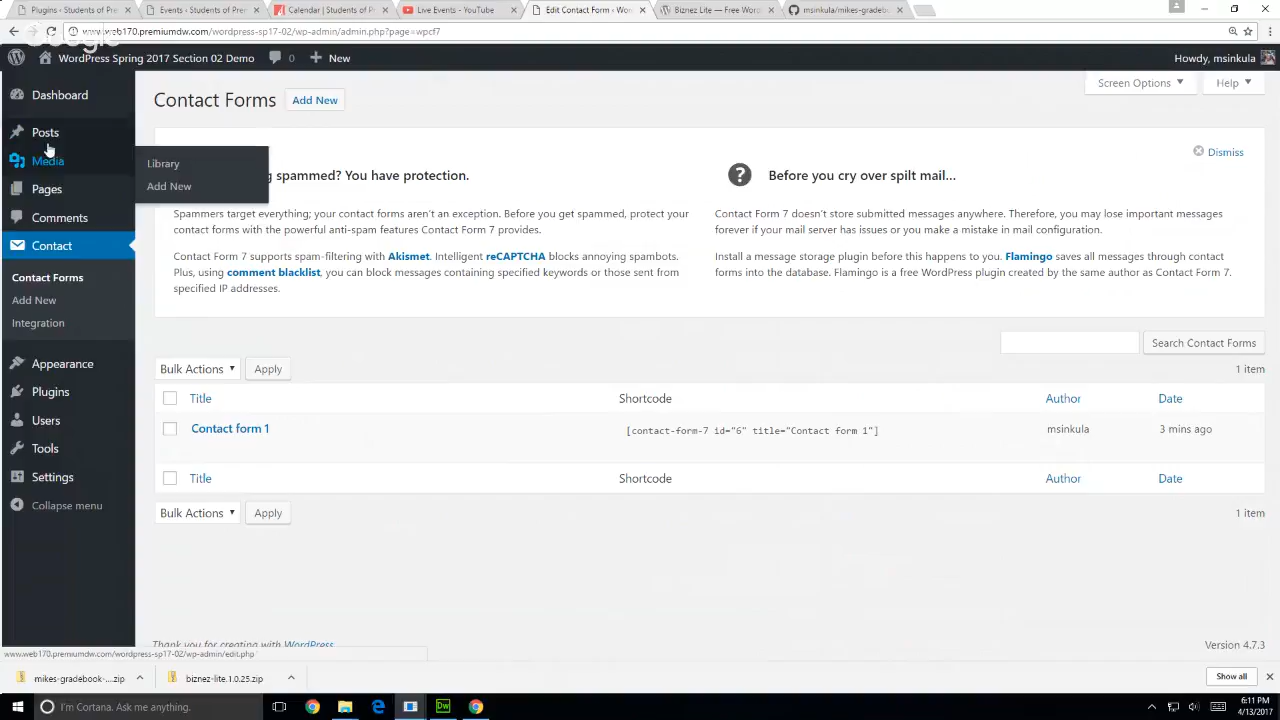 Plugins ‹ Students of Pre
Events ‹ Students of Pre
Calendar | Students of Pr
Live Events - YouTube
Edit Contact Form ‹ Wor
Biznez Lite — Free Word
msinkula/mikes-gradebo
www.web170.premiumdw.com/wordpress-sp17-02/wp-admin/admin.php?page=wpcf7
Google
WordPress Spring 2017 Section 02 Demo
0
New
Howdy, msinkula
Dashboard
Contact Forms
Add New
Screen Options
Help
Posts
Media
Library
Add New
Pages
Comments
Contact
Contact Forms
Add New
Integration
Appearance
Plugins
Users
Tools
Settings
Collapse menu
spammed? You have protection.
Spammers target everything; your contact forms aren't an exception. Before you get spammed, protect your
contact forms with the powerful anti-spam features Contact Form 7 provides.
Contact Form 7 supports spam-filtering with Akismet. Intelligent reCAPTCHA blocks annoying spambots.
Plus, using comment blacklist, you can block messages containing specified keywords or those sent from
specified IP addresses.
Dismiss
Before you cry over spilt mail…
Contact Form 7 doesn't store submitted messages anywhere. Therefore, you may lose important messages
forever if your mail server has issues or you make a mistake in mail configuration.
Install a message storage plugin before this happens to you. Flamingo saves all messages through contact
forms into the database. Flamingo is a free WordPress plugin created by the same author as Contact Form 7.
Search Contact Forms
Bulk Actions
Apply
1 item
Title
Shortcode
Author
Date
Contact form 1
[contact-form-7 id="6" title="Contact form 1"]
msinkula
3 mins ago
Title
Shortcode
Author
Date
Bulk Actions
Apply
1 item
Thank you for creating with WordPress
Version 4.7.3
www.web170.premiumdw.com/wordpress-sp17-02/wp-admin/edit.php
mikes-gradebook-....zip
biznez-lite.1.0.25.zip
Show all
I'm Cortana. Ask me anything.
Dw
6:11 PM
4/13/2017